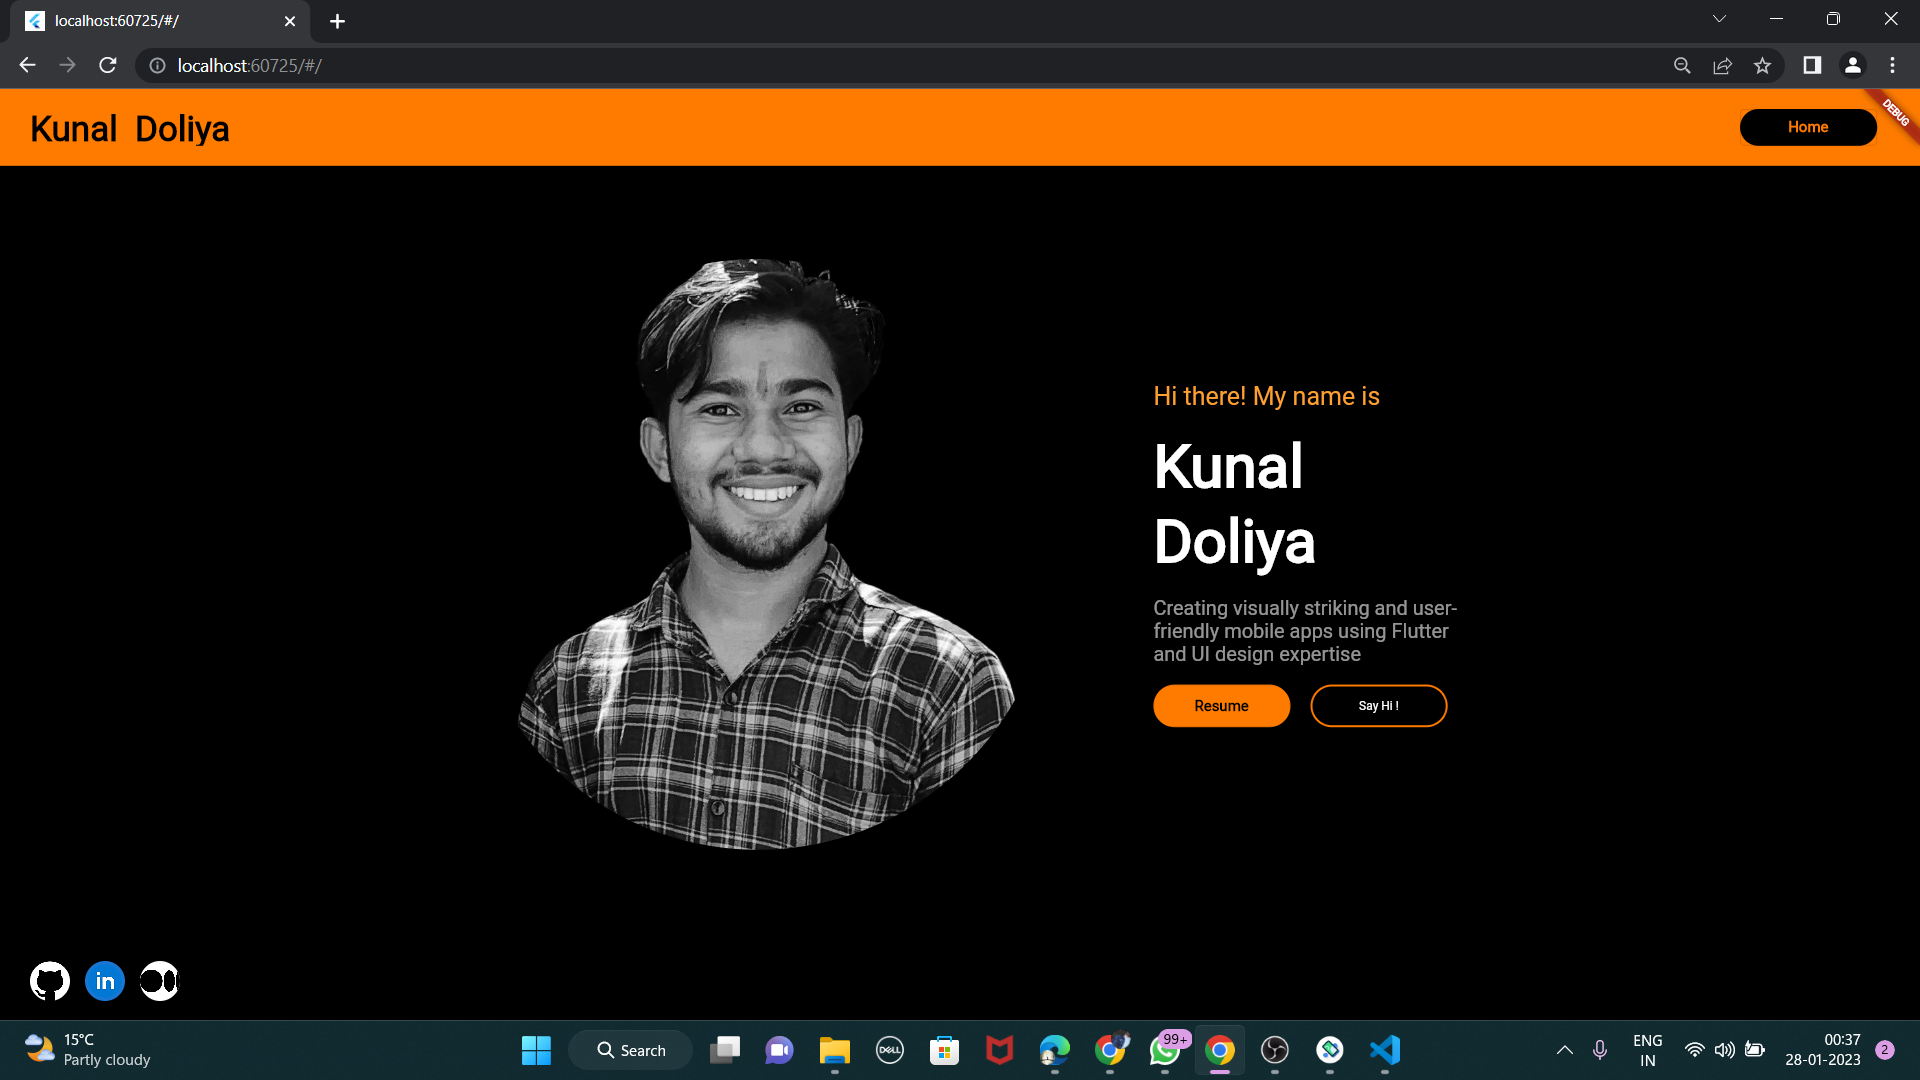 localhost:60725/#/
localhost:60725/#/
Kunal Doliya
Home
DEBUG
Hi there! My name is
Kunal
Doliya
Creating visually striking and user-
friendly mobile apps using Flutter
and UI design expertise
Resume
Say Hi !
in
15°C
Partly cloudy
Search
DELL
99+
ENG
IN
00:37
28-01-2023
2